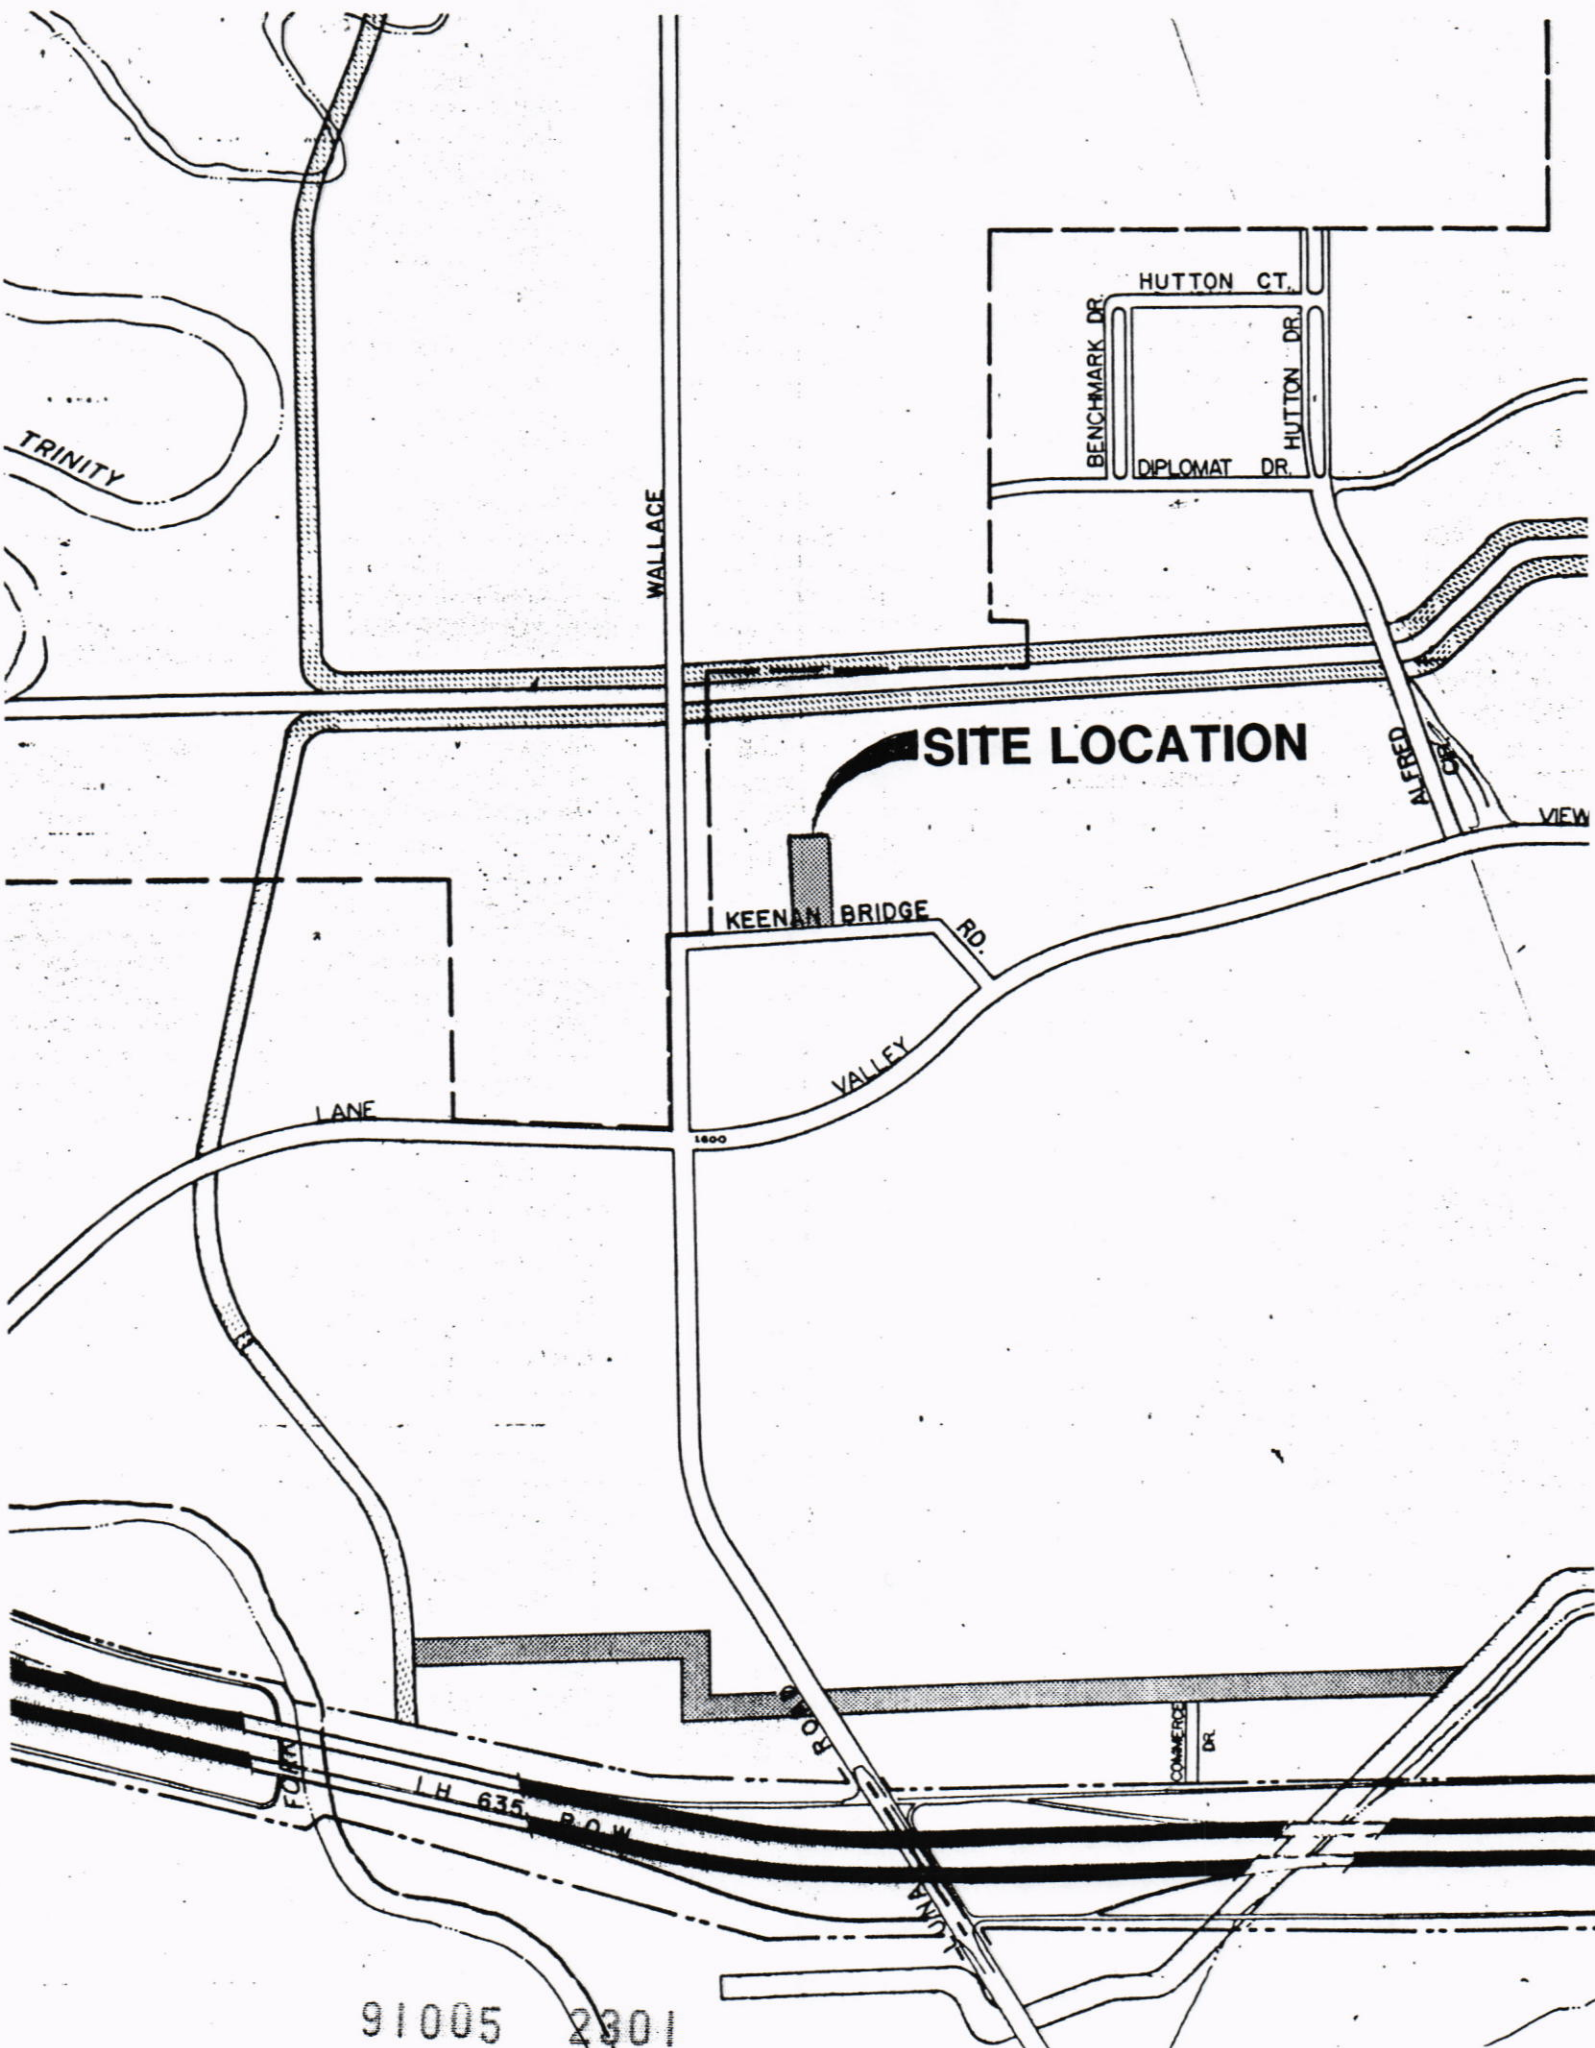 HUTTON CT.
BENCHMARK DR.
HUTTON DR.
TRINITY
DIPLOMAT DR.
WALLACE
SITE LOCATION
ALFRED
CIR.
VIEW
KEENAN BRIDGE RD.
VALLEY
LANE
1600
ROAD
COMMERCE DR.
FORK
I H 635 R.O.W.
LUNA
91005 2301